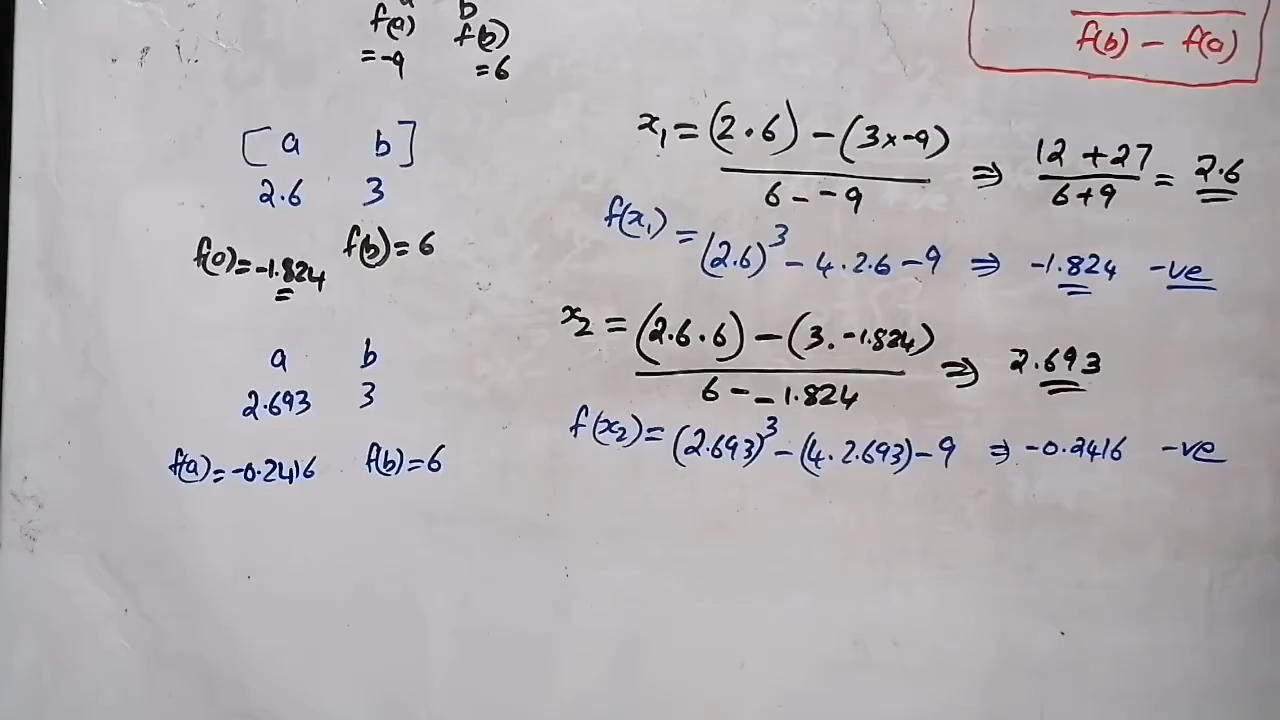 b
f(a) f(b)
=-9 =6
f(b) - f(a)
[a b]
2.6 3
f(a)=-1.824 f(b)=6
a b
2.693 3
f(a)=-0.2416 f(b)=6
x₁ = (2·6) - (3×-9) / 6--9 ⇒ 12+27 / 6+9 = 2.6
f(x₁) = (2.6)³ - 4·2.6 - 9 ⇒ -1.824 -ve
x₂ = (2.6·6) - (3·-1.824) / 6--1.824 ⇒ 2.693
f(x₂) = (2.693)³ - (4·2.693) - 9 ⇒ -0.2416 -ve